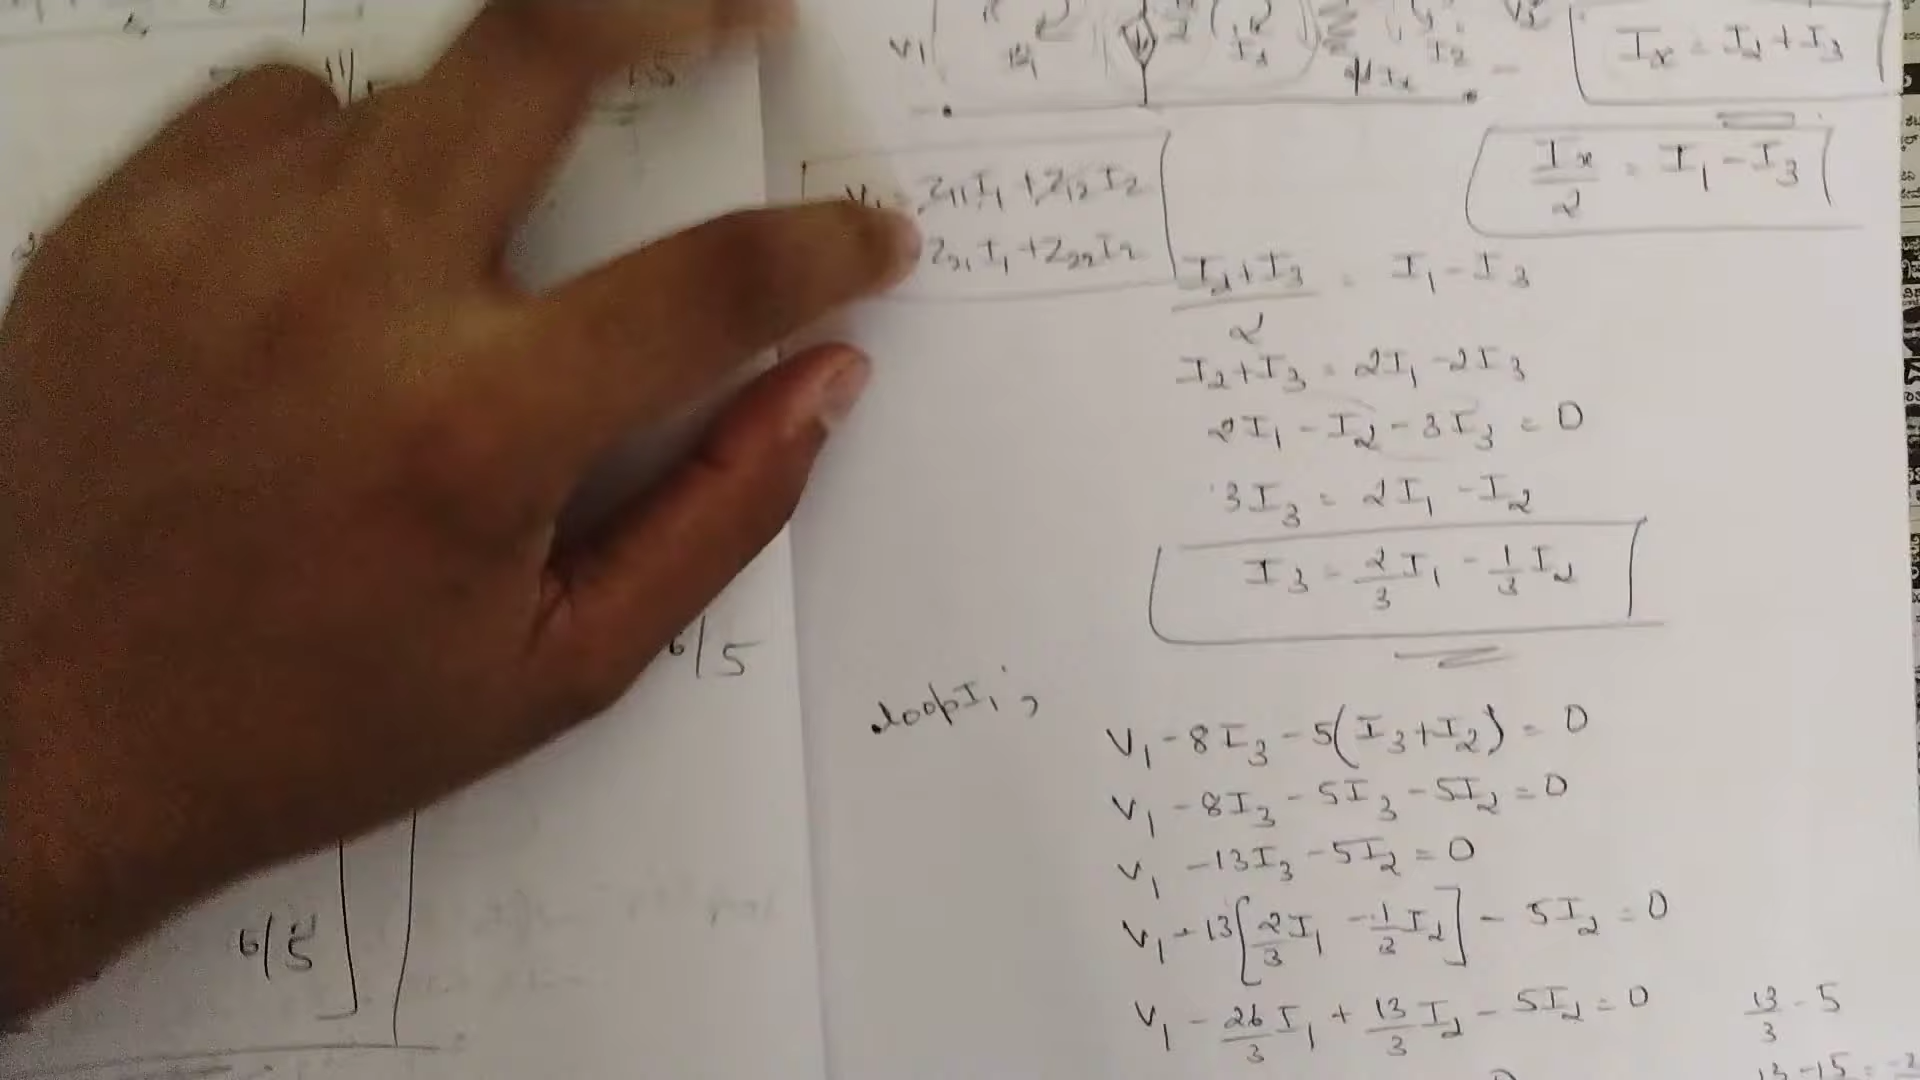 V1
I1
I2
Ix = I2 + I3
Ix/2 = I1 - I3
Z11 I1 + Z12 I2
Z21 I1 + Z22 I2
(I2 + I3)/2 = I1 - I3
I2 + I3 = 2I1 - 2I3
2I1 - I2 - 3I3 = 0
3I3 = 2I1 - I2
I3 = 2/3 I1 - 1/3 I2
6/5
loop I1 ;
V1 - 8I3 - 5(I3 + I2) = 0
V1 - 8I3 - 5I3 - 5I2 = 0
V1 - 13I3 - 5I2 = 0
V1 - 13[2/3 I1 - 1/3 I2] - 5I2 = 0
6/5
V1 - 26/3 I1 + 13/3 I2 - 5I2 = 0
13/3 - 5
13 - 15 =